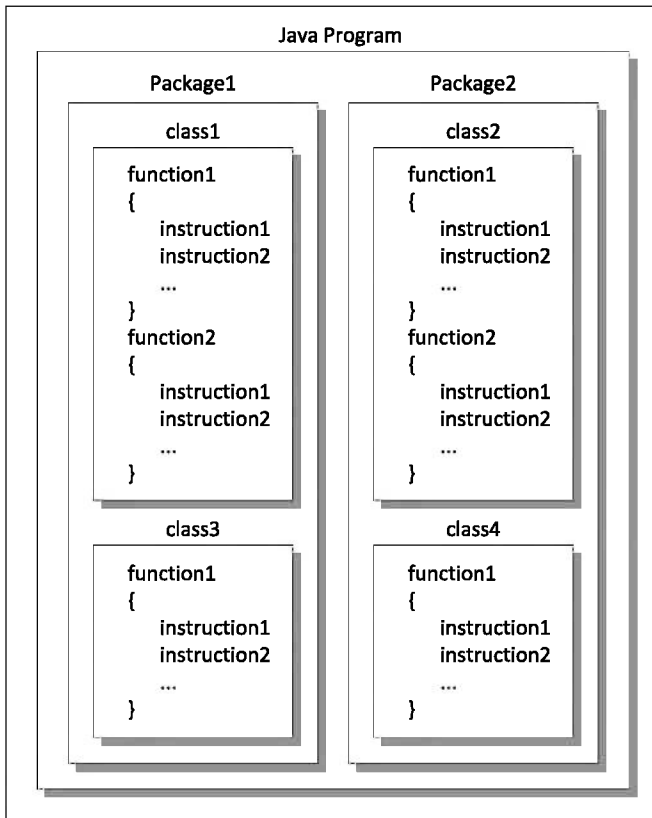 Java Program
Package1
class1
function1
{
instruction1
instruction2
...
}
function2
{
instruction1
instruction2
...
}
class3
function1
{
instruction1
instruction2
...
}
Package2
class2
function1
{
instruction1
instruction2
...
}
function2
{
instruction1
instruction2
...
}
class4
function1
{
instruction1
instruction2
...
}